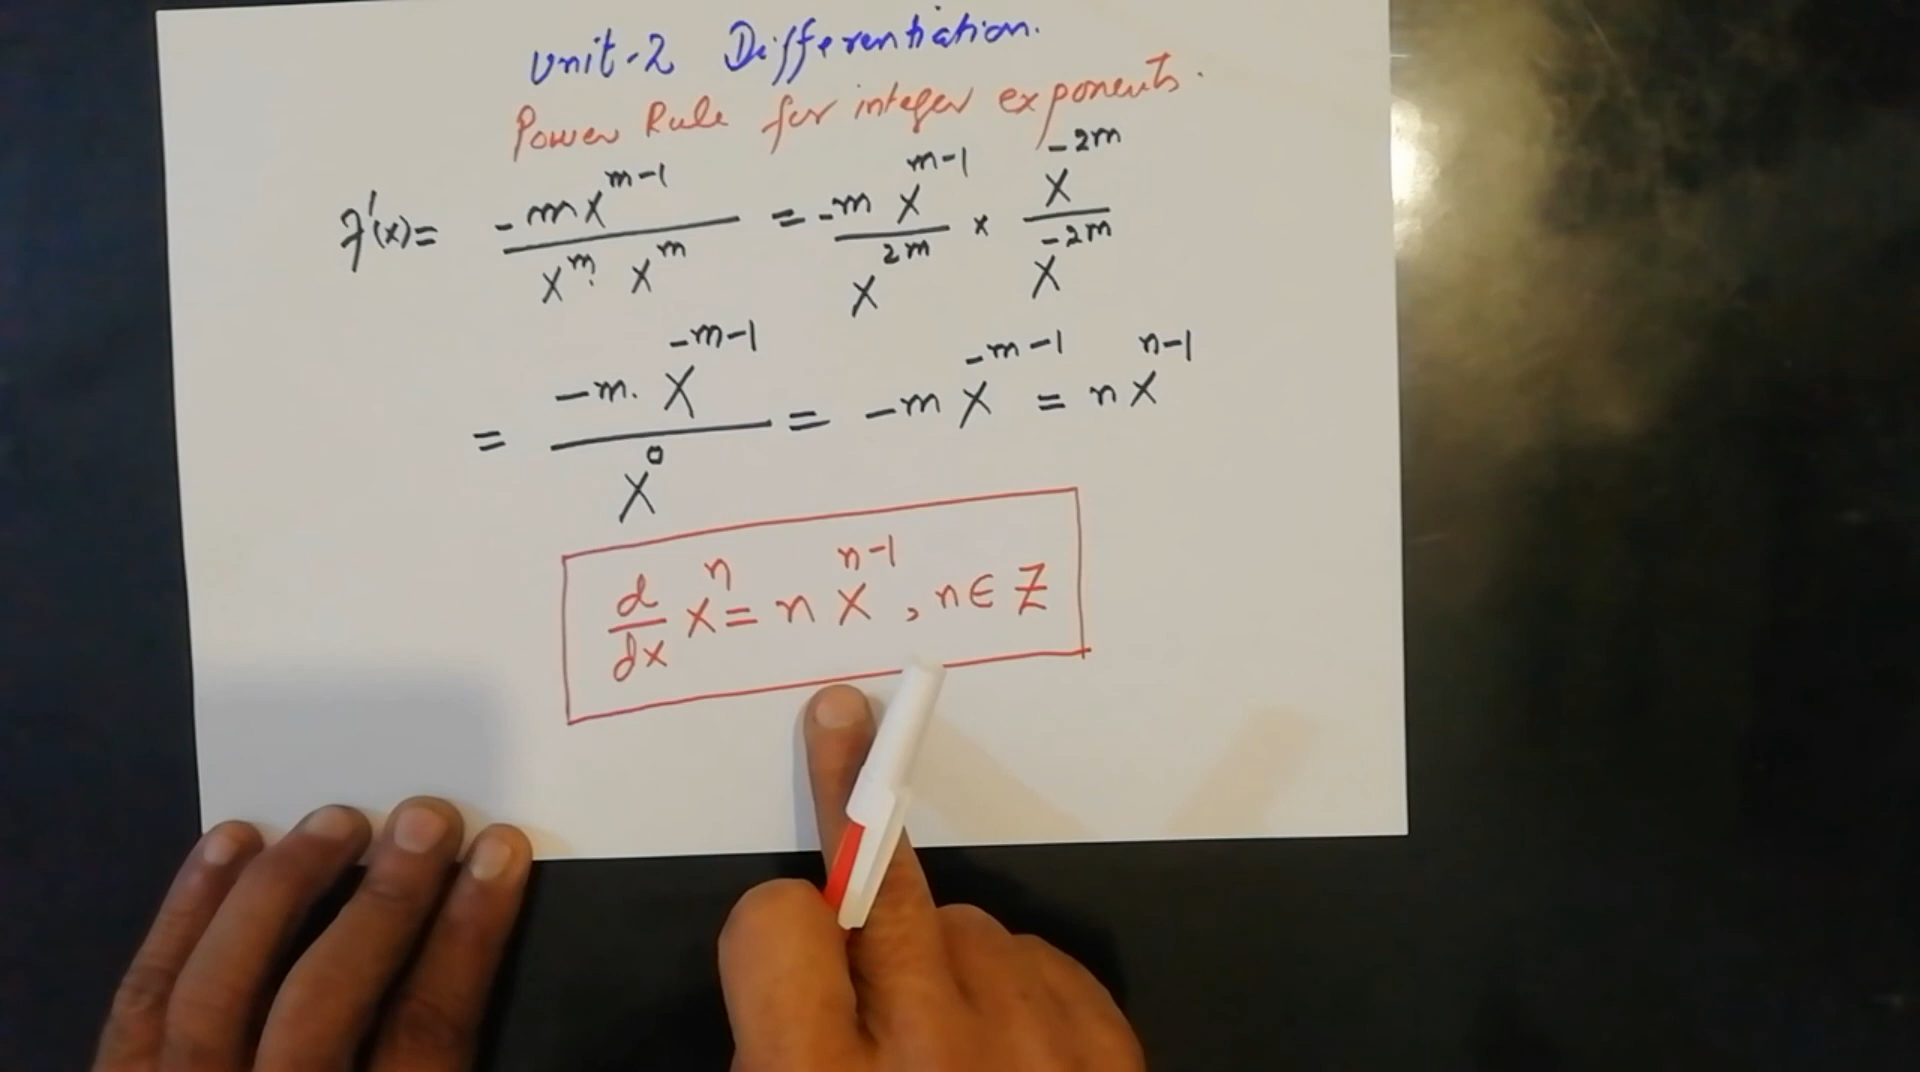 Unit-2 Differentiation.
Power Rule for integer exponents.
f'(x) = -mx^{m-1} / x^m · x^m = -m x^{m-1} / x^{2m} × x^{-2m} / x^{-2m}
= -m · x^{-m-1} / x^0 = -m x^{-m-1} = n x^{n-1}
d/dx x^n = n x^{n-1}, n ∈ Z